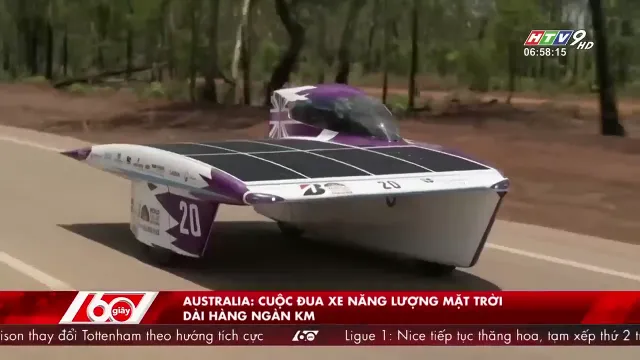 HTV9 HD
06:58:15
20
20
60 giây
AUSTRALIA: CUỘC ĐUA XE NĂNG LƯỢNG MẶT TRỜI
DÀI HÀNG NGÀN KM
ison thay đổi Tottenham theo hướng tích cực
Ligue 1: Nice tiếp tục thăng hoa, tạm xếp thứ 2 t